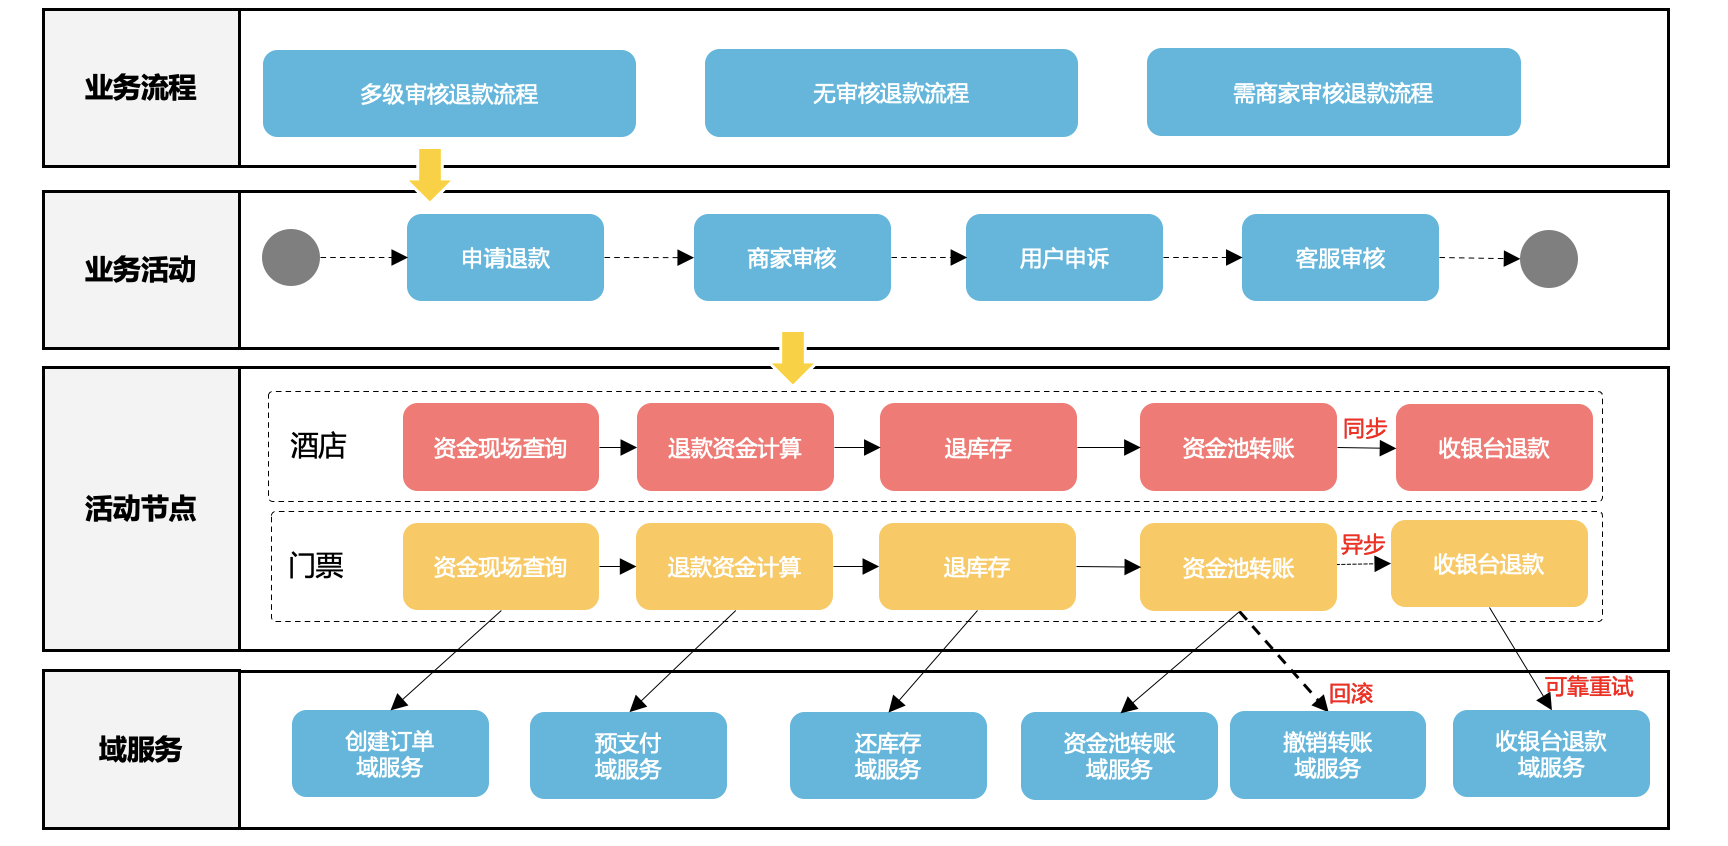 业务流程
多级审核退款流程
无审核退款流程
需商家审核退款流程
业务活动
申请退款
商家审核
用户申诉
客服审核
活动节点
酒店
资金现场查询
退款资金计算
退库存
资金池转账
同步
收银台退款
门票
资金现场查询
退款资金计算
退库存
资金池转账
异步
收银台退款
回滚
可靠重试
域服务
创建订单
域服务
预支付
域服务
还库存
域服务
资金池转账
域服务
撤销转账
域服务
收银台退款
域服务